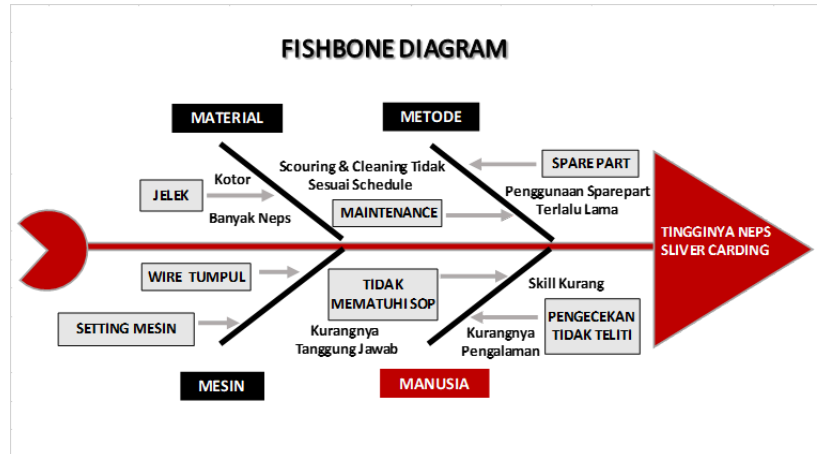 FISHBONE DIAGRAM
MATERIAL
METODE
Kotor
JELEK
Banyak Neps
Scouring & Cleaning Tidak
Sesuai Schedule
MAINTENANCE
SPARE PART
Penggunaan Sparepart
Terlalu Lama
TINGGINYA NEPS
SLIVER CARDING
WIRE TUMPUL
SETTING MESIN
TIDAK
MEMATUHI SOP
Kurangnya
Tanggung Jawab
Skill Kurang
PENGECEKAN
TIDAK TELITI
Kurangnya
Pengalaman
MESIN
MANUSIA